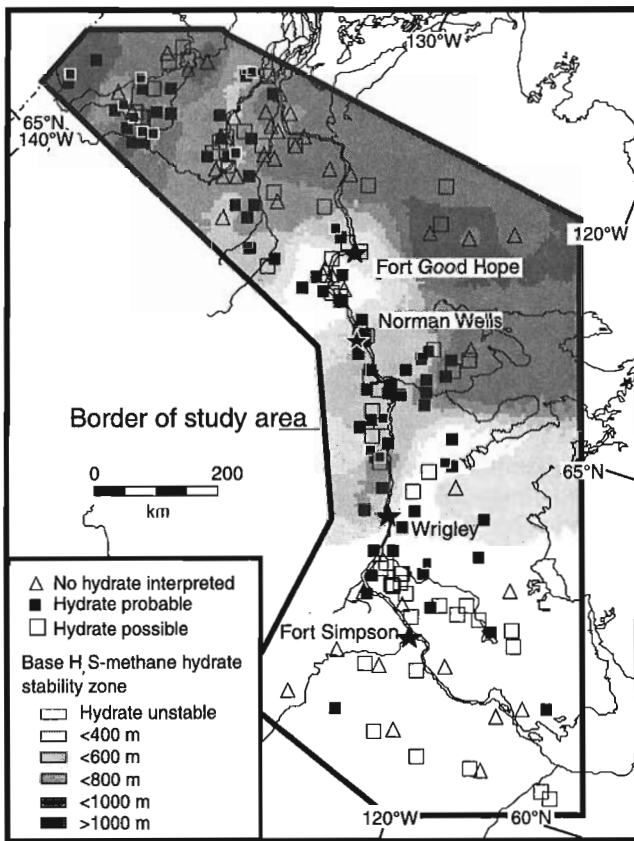 130°W
65°N
140°W
120°W
Fort Good Hope
Norman Wells
Border of study area
0 200
km
65°N
Wrigley
No hydrate interpreted
Hydrate probable
Hydrate possible
Fort Simpson
Base H,S-methane hydrate
stability zone
Hydrate unstable
<400 m
<600 m
<800 m
<1000 m
>1000 m
120°W 60°N